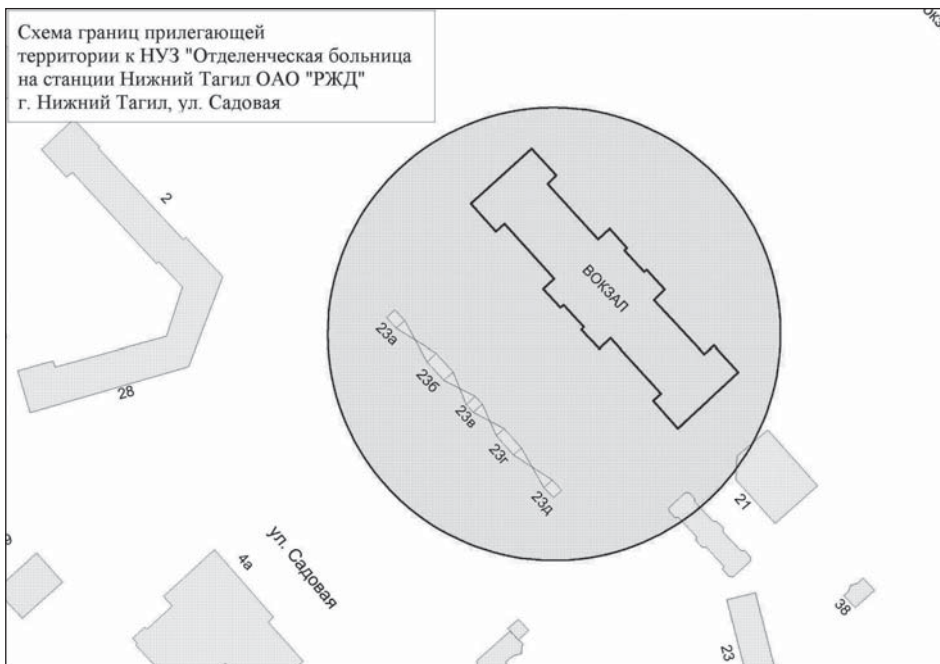 Схема границ прилегающей
территории к НУЗ "Отделенческая больница
на станции Нижний Тагил ОАО "РЖД"
г. Нижний Тагил, ул. Садовая
2
ВОКЗАЛ
23а
23б
28
23в
23г
23д
21
ул. Садовая
4а
38
23